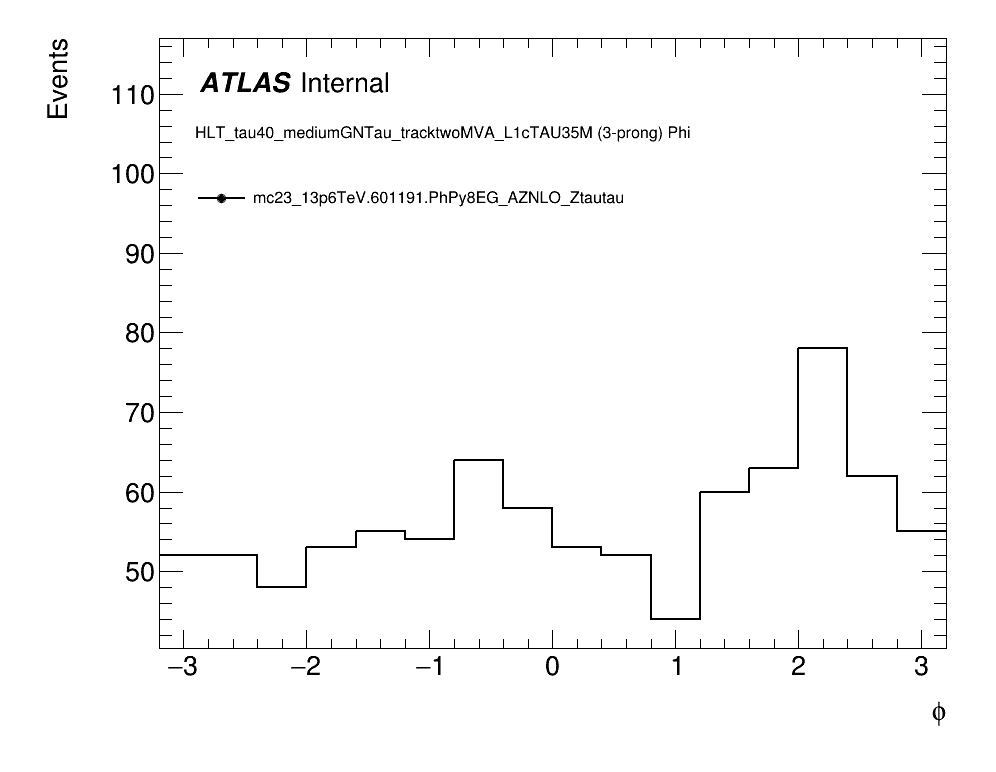 Events
ATLAS Internal
HLT_tau40_mediumGNTau_tracktwoMVA_L1cTAU35M (3-prong) Phi
mc23_13p6TeV.601191.PhPy8EG_AZNLO_Ztautau
110
100
90
80
70
60
50
−3 −2 −1 0 1 2 3
ϕ